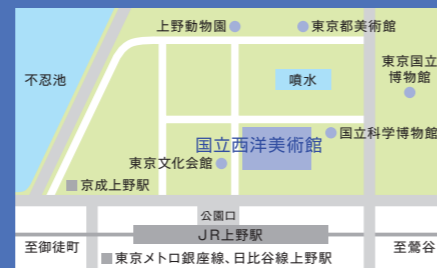 上野動物園
東京都美術館
東京国立
博物館
不忍池
噴水
国立科学博物館
国立西洋美術館
東京文化会館
京成上野駅
公園口
JR上野駅
至御徒町
至鶯谷
東京メトロ銀座線、日比谷線上野駅